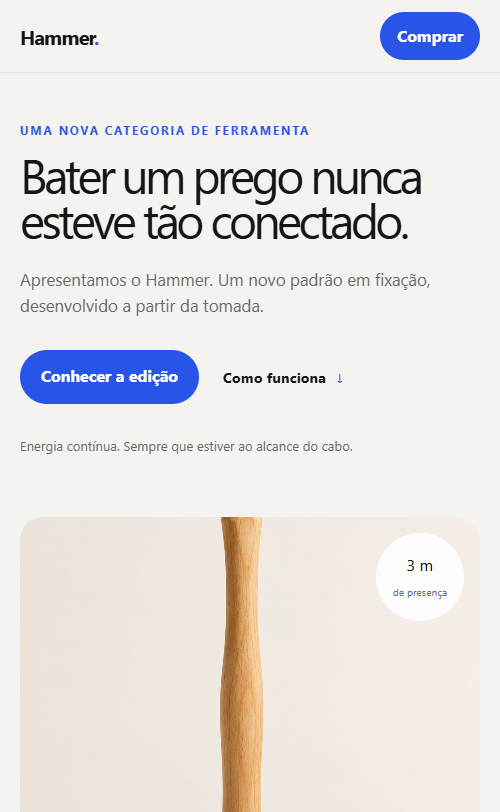 Hammer.
Comprar
UMA NOVA CATEGORIA DE FERRAMENTA
Bater um prego nunca
esteve tão conectado.
Apresentamos o Hammer. Um novo padrão em fixação,
desenvolvido a partir da tomada.
Conhecer a edição
Como funciona ↓
Energia contínua. Sempre que estiver ao alcance do cabo.
3 m
de presença